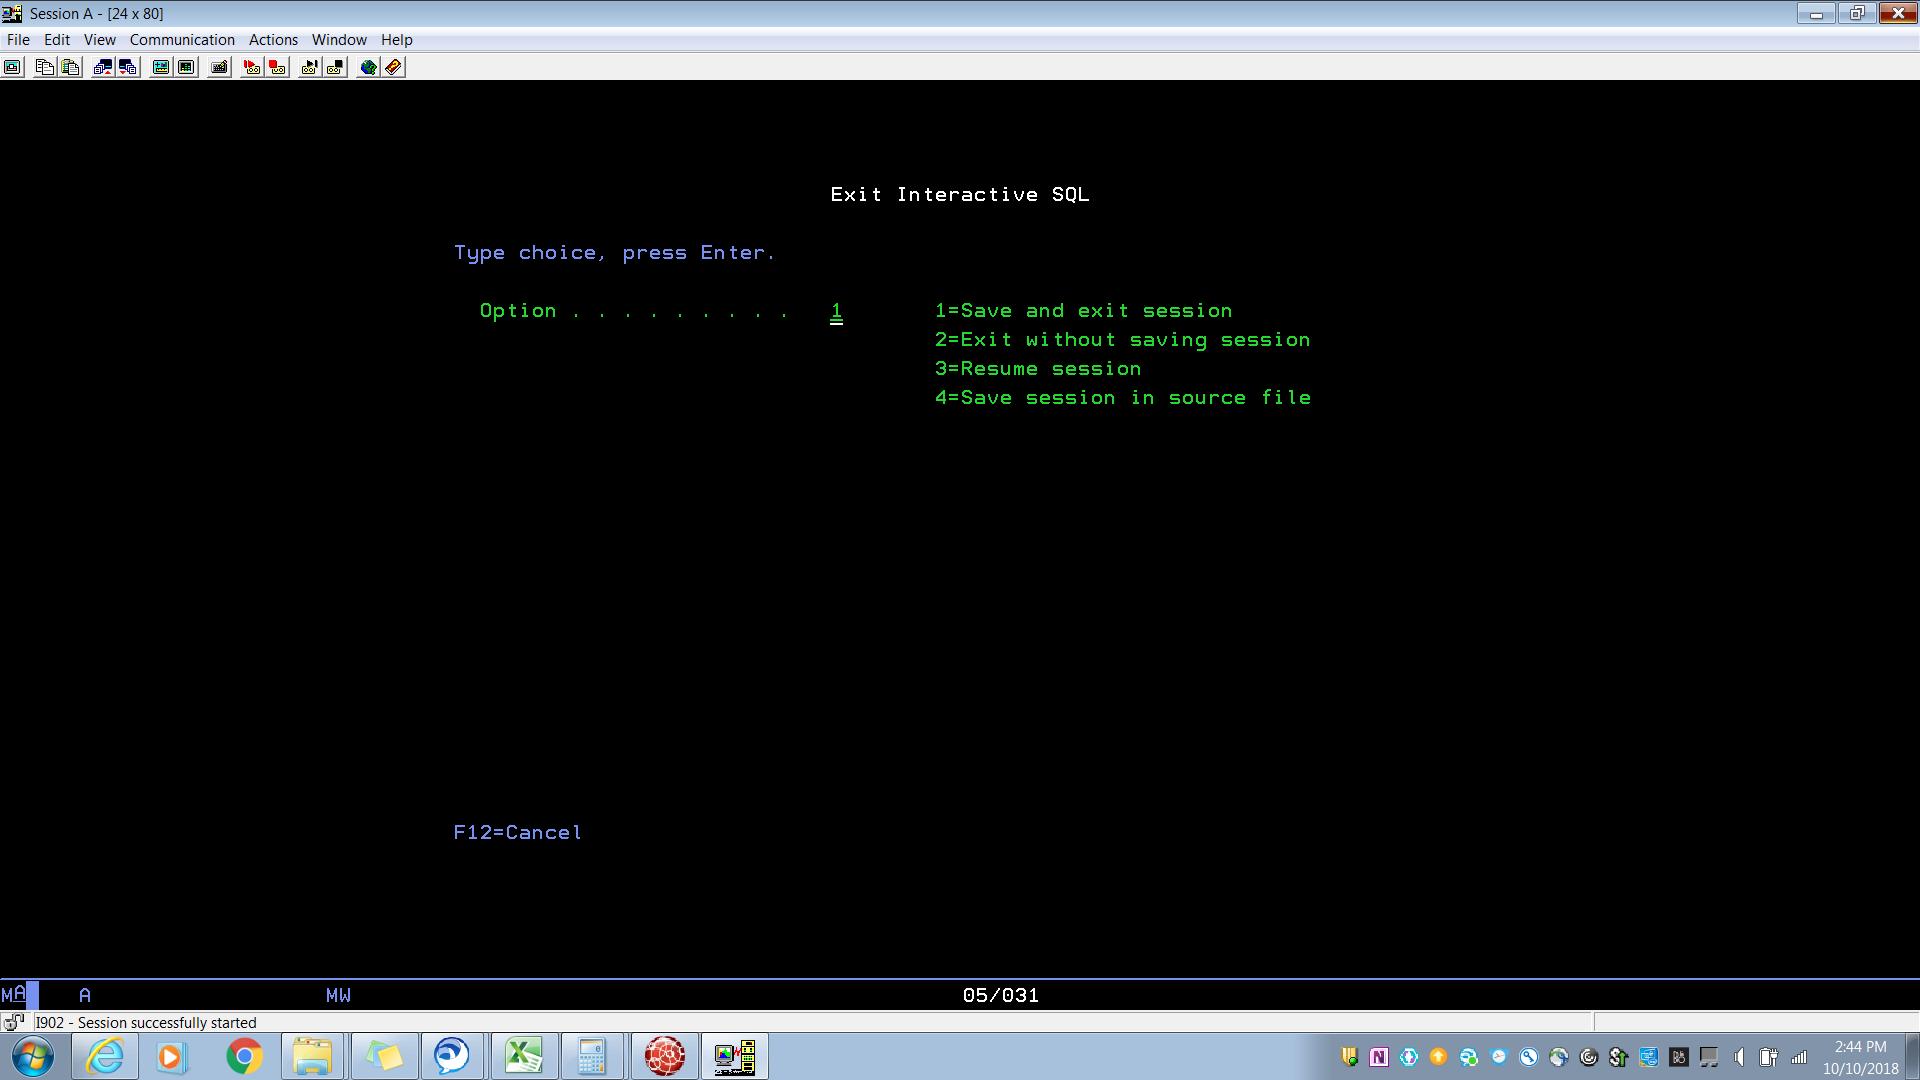 Session A - [24 x 80]
File Edit View Communication Actions Window Help
Exit Interactive SQL
Type choice, press Enter.
Option . . . . . . . . . 1 1=Save and exit session
2=Exit without saving session
3=Resume session
4=Save session in source file
F12=Cancel
MA A MW 05/031
I902 - Session successfully started
2:44 PM
10/10/2018